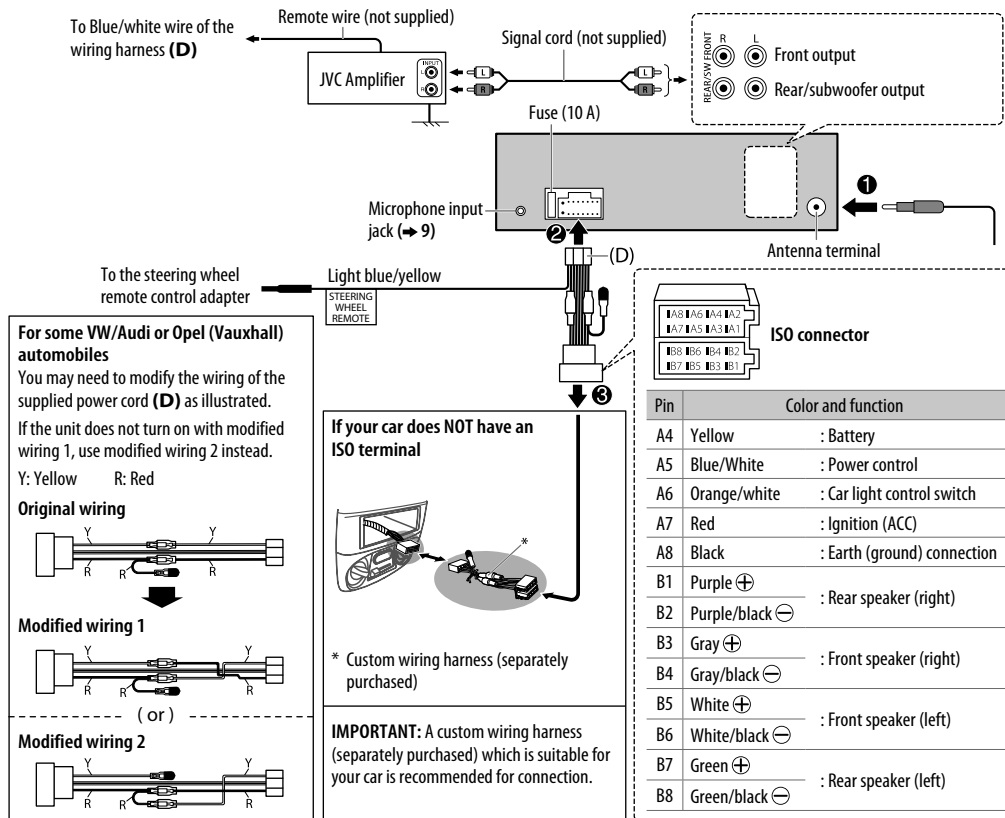 To Blue/white wire of the
wiring harness (D)
Remote wire (not supplied)
JVC Amplifier
INPUT
L
R
Signal cord (not supplied)
L
R
L
R
REAR/SW FRONT
R
L
Front output
Rear/subwoofer output
Fuse (10 A)
Microphone input
jack (➜ 9)
❶
Antenna terminal
❷
(D)
To the steering wheel
remote control adapter
Light blue/yellow
STEERING
WHEEL
REMOTE
❸
For some VW/Audi or Opel (Vauxhall)
automobiles
You may need to modify the wiring of the
supplied power cord (D) as illustrated.
If the unit does not turn on with modified
wiring 1, use modified wiring 2 instead.
Y: Yellow R: Red
Original wiring
Y Y
R R R
Modified wiring 1
Y Y
R R R
( or )
Modified wiring 2
Y Y
R R R
If your car does NOT have an
ISO terminal
*
* Custom wiring harness (separately
purchased)
IMPORTANT: A custom wiring harness
(separately purchased) which is suitable for
your car is recommended for connection.
A8 A6 A4 A2
A7 A5 A3 A1
B8 B6 B4 B2
B7 B5 B3 B1
ISO connector
Pin Color and function
A4 Yellow : Battery
A5 Blue/White : Power control
A6 Orange/white : Car light control switch
A7 Red : Ignition (ACC)
A8 Black : Earth (ground) connection
B1 Purple ⊕
: Rear speaker (right)
B2 Purple/black ⊖
B3 Gray ⊕
: Front speaker (right)
B4 Gray/black ⊖
B5 White ⊕
: Front speaker (left)
B6 White/black ⊖
B7 Green ⊕
: Rear speaker (left)
B8 Green/black ⊖